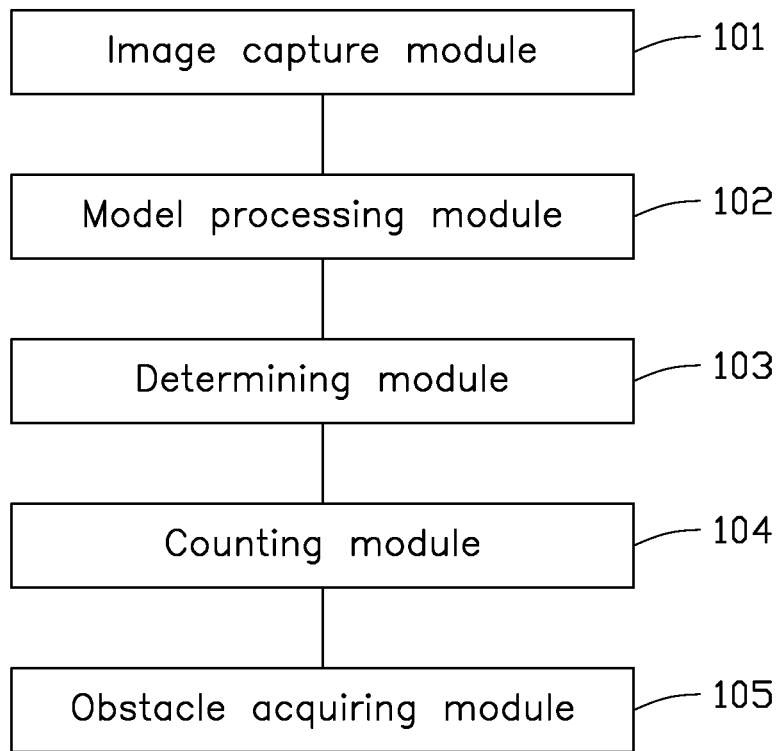 Image capture module 101
Model processing module 102
Determining module 103
Counting module 104
Obstacle acquiring module 105